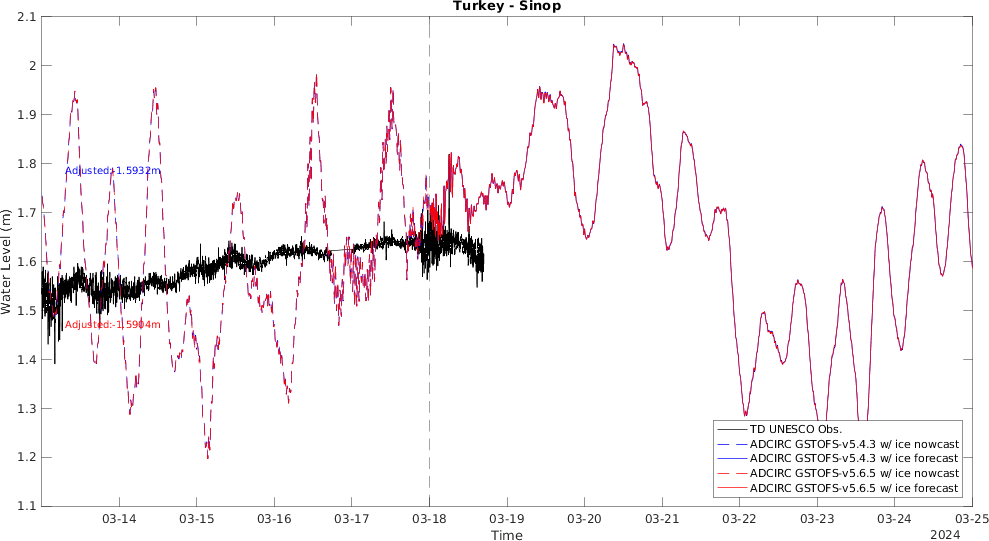 Turkey - Sinop
2.1
2
1.9
1.8
1.7
1.6
1.5
1.4
1.3
1.2
1.1
Water Level (m)
Adjusted:-1.5932m
Adjusted:-1.5904m
TD UNESCO Obs.
ADCIRC GSTOFS-v5.4.3 w/ ice nowcast
ADCIRC GSTOFS-v5.4.3 w/ ice forecast
ADCIRC GSTOFS-v5.6.5 w/ ice nowcast
ADCIRC GSTOFS-v5.6.5 w/ ice forecast
03-14 03-15 03-16 03-17 03-18 03-19 03-20 03-21 03-22 03-23 03-24 03-25
Time
2024